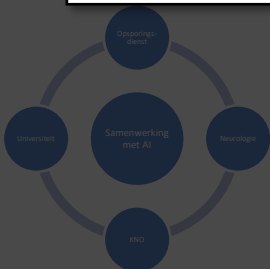 Opsporings-
dienst
Universiteit
Samenwerking
met AI
Neurologie
KNO